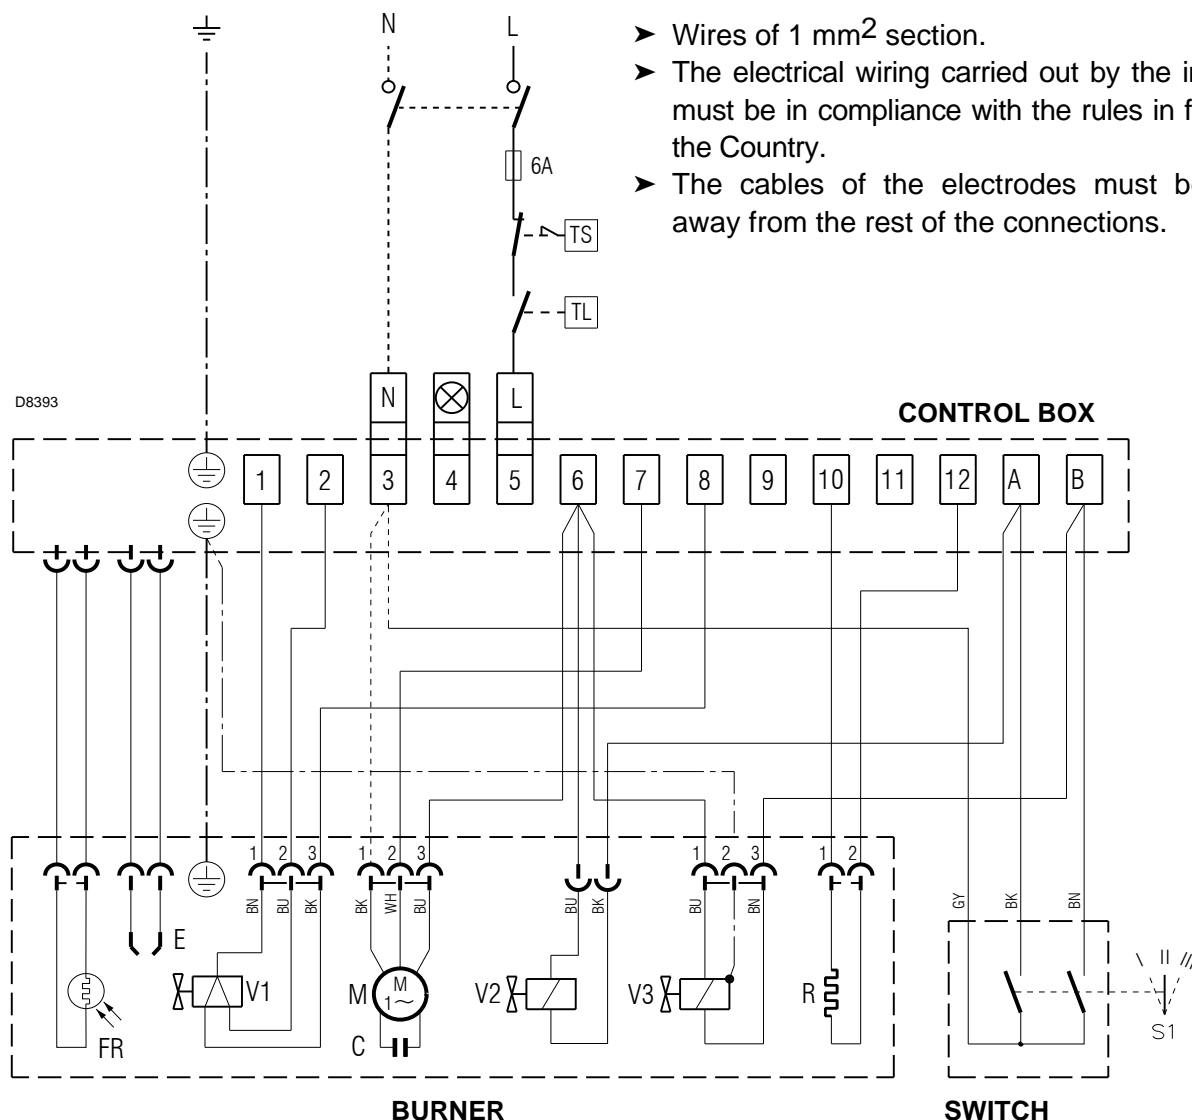 N L
➤ Wires of 1 mm2 section.
➤ The electrical wiring carried out by the
must be in compliance with the rules in
the Country.
➤ The cables of the electrodes must
away from the rest of the connections.
6A
TS
TL
D8393
N L
CONTROL BOX
1 2 3 4 5 6 7 8 9 10 11 12 A B
1 2 3 1 2 3 1 2 3 1 2
BN BU BK BK WH BU BU BK BU BN GY BK BN
E
V1 M M 1~ V2 V3 R
I II III
S1
FR C
BURNER SWITCH